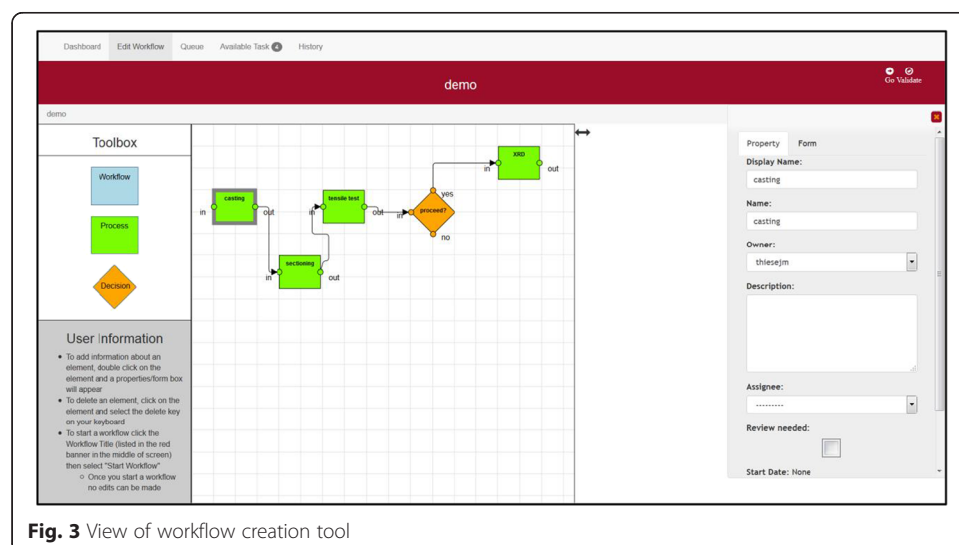 Dashboard Edit Workflow Queue Available Task 4 History
demo
Go Validate
demo
Toolbox
Workflow
Process
Decision
User Information
• To add information about an
element, double click on the
element and a properties/form box
will appear
• To delete an element, click on the
element and select the delete key
on your keyboard
• To start a workflow click the
Workflow Title (listed in the red
banner in the middle of screen)
then select "Start Workflow"
○ Once you start a workflow
no edits can be made
in casting out
in sectioning out
in tensile test out
in proceed? yes
no
in XRD out
Property Form
Display Name:
casting
Name:
casting
Owner:
thiesejm
Description:
Assignee:
---------
Review needed:
Start Date: None
Fig. 3 View of workflow creation tool